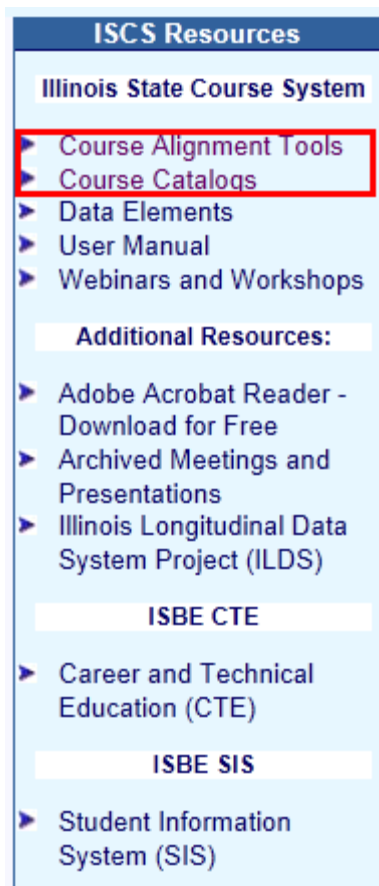 ISCS Resources
Illinois State Course System
Course Alignment Tools
Course Catalogs
Data Elements
User Manual
Webinars and Workshops
Additional Resources:
Adobe Acrobat Reader -
Download for Free
Archived Meetings and
Presentations
Illinois Longitudinal Data
System Project (ILDS)
ISBE CTE
Career and Technical
Education (CTE)
ISBE SIS
Student Information
System (SIS)